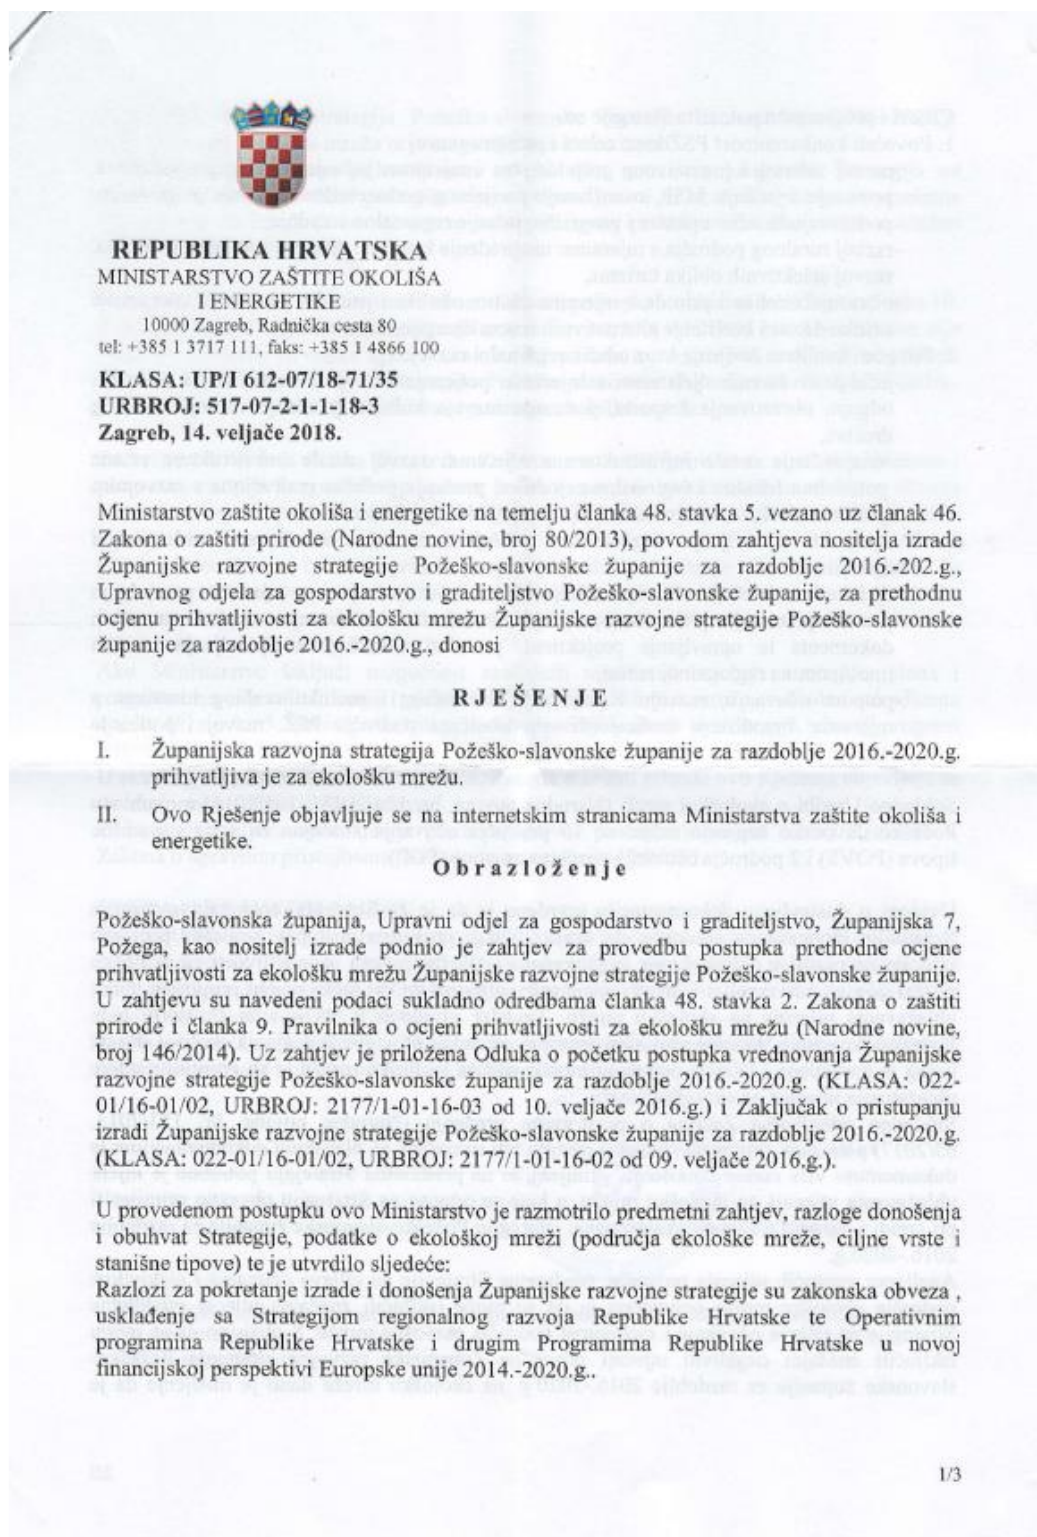 REPUBLIKA HRVATSKA
MINISTARSTVO ZAŠTITE OKOLIŠA
I ENERGETIKE
10000 Zagreb, Radnička cesta 80
tel: +385 1 3717 111, faks: +385 1 4866 100
KLASA: UP/I 612-07/18-71/35
URBROJ: 517-07-2-1-1-18-3
Zagreb, 14. veljače 2018.
Ministarstvo zaštite okoliša i energetike na temelju članka 48. stavka 5. vezano uz članak 46.
Zakona o zaštiti prirode (Narodne novine, broj 80/2013), povodom zahtjeva nositelja izrade
Županijske razvojne strategije Požeško-slavonske županije za razdoblje 2016.-202.g.,
Upravnog odjela za gospodarstvo i graditeljstvo Požeško-slavonske županije, za prethodnu
ocjenu prihvatljivosti za ekološku mrežu Županijske razvojne strategije Požeško-slavonske
županije za razdoblje 2016.-2020.g., donosi
R J E Š E N J E
I. Županijska razvojna strategija Požeško-slavonske županije za razdoblje 2016.-2020.g.
prihvatljiva je za ekološku mrežu.
II. Ovo Rješenje objavljuje se na internetskim stranicama Ministarstva zaštite okoliša i
energetike.
O b r a z l o ž e n j e
Požeško-slavonska županija, Upravni odjel za gospodarstvo i graditeljstvo, Županijska 7,
Požega, kao nositelj izrade podnio je zahtjev za provedbu postupka prethodne ocjene
prihvatljivosti za ekološku mrežu Županijske razvojne strategije Požeško-slavonske županije.
U zahtjevu su navedeni podaci sukladno odredbama članka 48. stavka 2. Zakona o zaštiti
prirode i članka 9. Pravilnika o ocjeni prihvatljivosti za ekološku mrežu (Narodne novine,
broj 146/2014). Uz zahtjev je priložena Odluka o početku postupka vrednovanja Županijske
razvojne strategije Požeško-slavonske županije za razdoblje 2016.-2020.g. (KLASA: 022-
01/16-01/02, URBROJ: 2177/1-01-16-03 od 10. veljače 2016.g.) i Zaključak o pristupanju
izradi Županijske razvojne strategije Požeško-slavonske županije za razdoblje 2016.-2020.g.
(KLASA: 022-01/16-01/02, URBROJ: 2177/1-01-16-02 od 09. veljače 2016.g.).
U provedenom postupku ovo Ministarstvo je razmotrilo predmetni zahtjev, razloge donošenja
i obuhvat Strategije, podatke o ekološkoj mreži (područja ekološke mreže, ciljne vrste i
stanišne tipove) te je utvrdilo sljedeće:
Razlozi za pokretanje izrade i donošenja Županijske razvojne strategije su zakonska obveza ,
usklađenje sa Strategijom regionalnog razvoja Republike Hrvatske te Operativnim
programina Republike Hrvatske i drugim Programima Republike Hrvatske u novoj
financijskoj perspektivi Europske unije 2014.-2020.g..
1/3